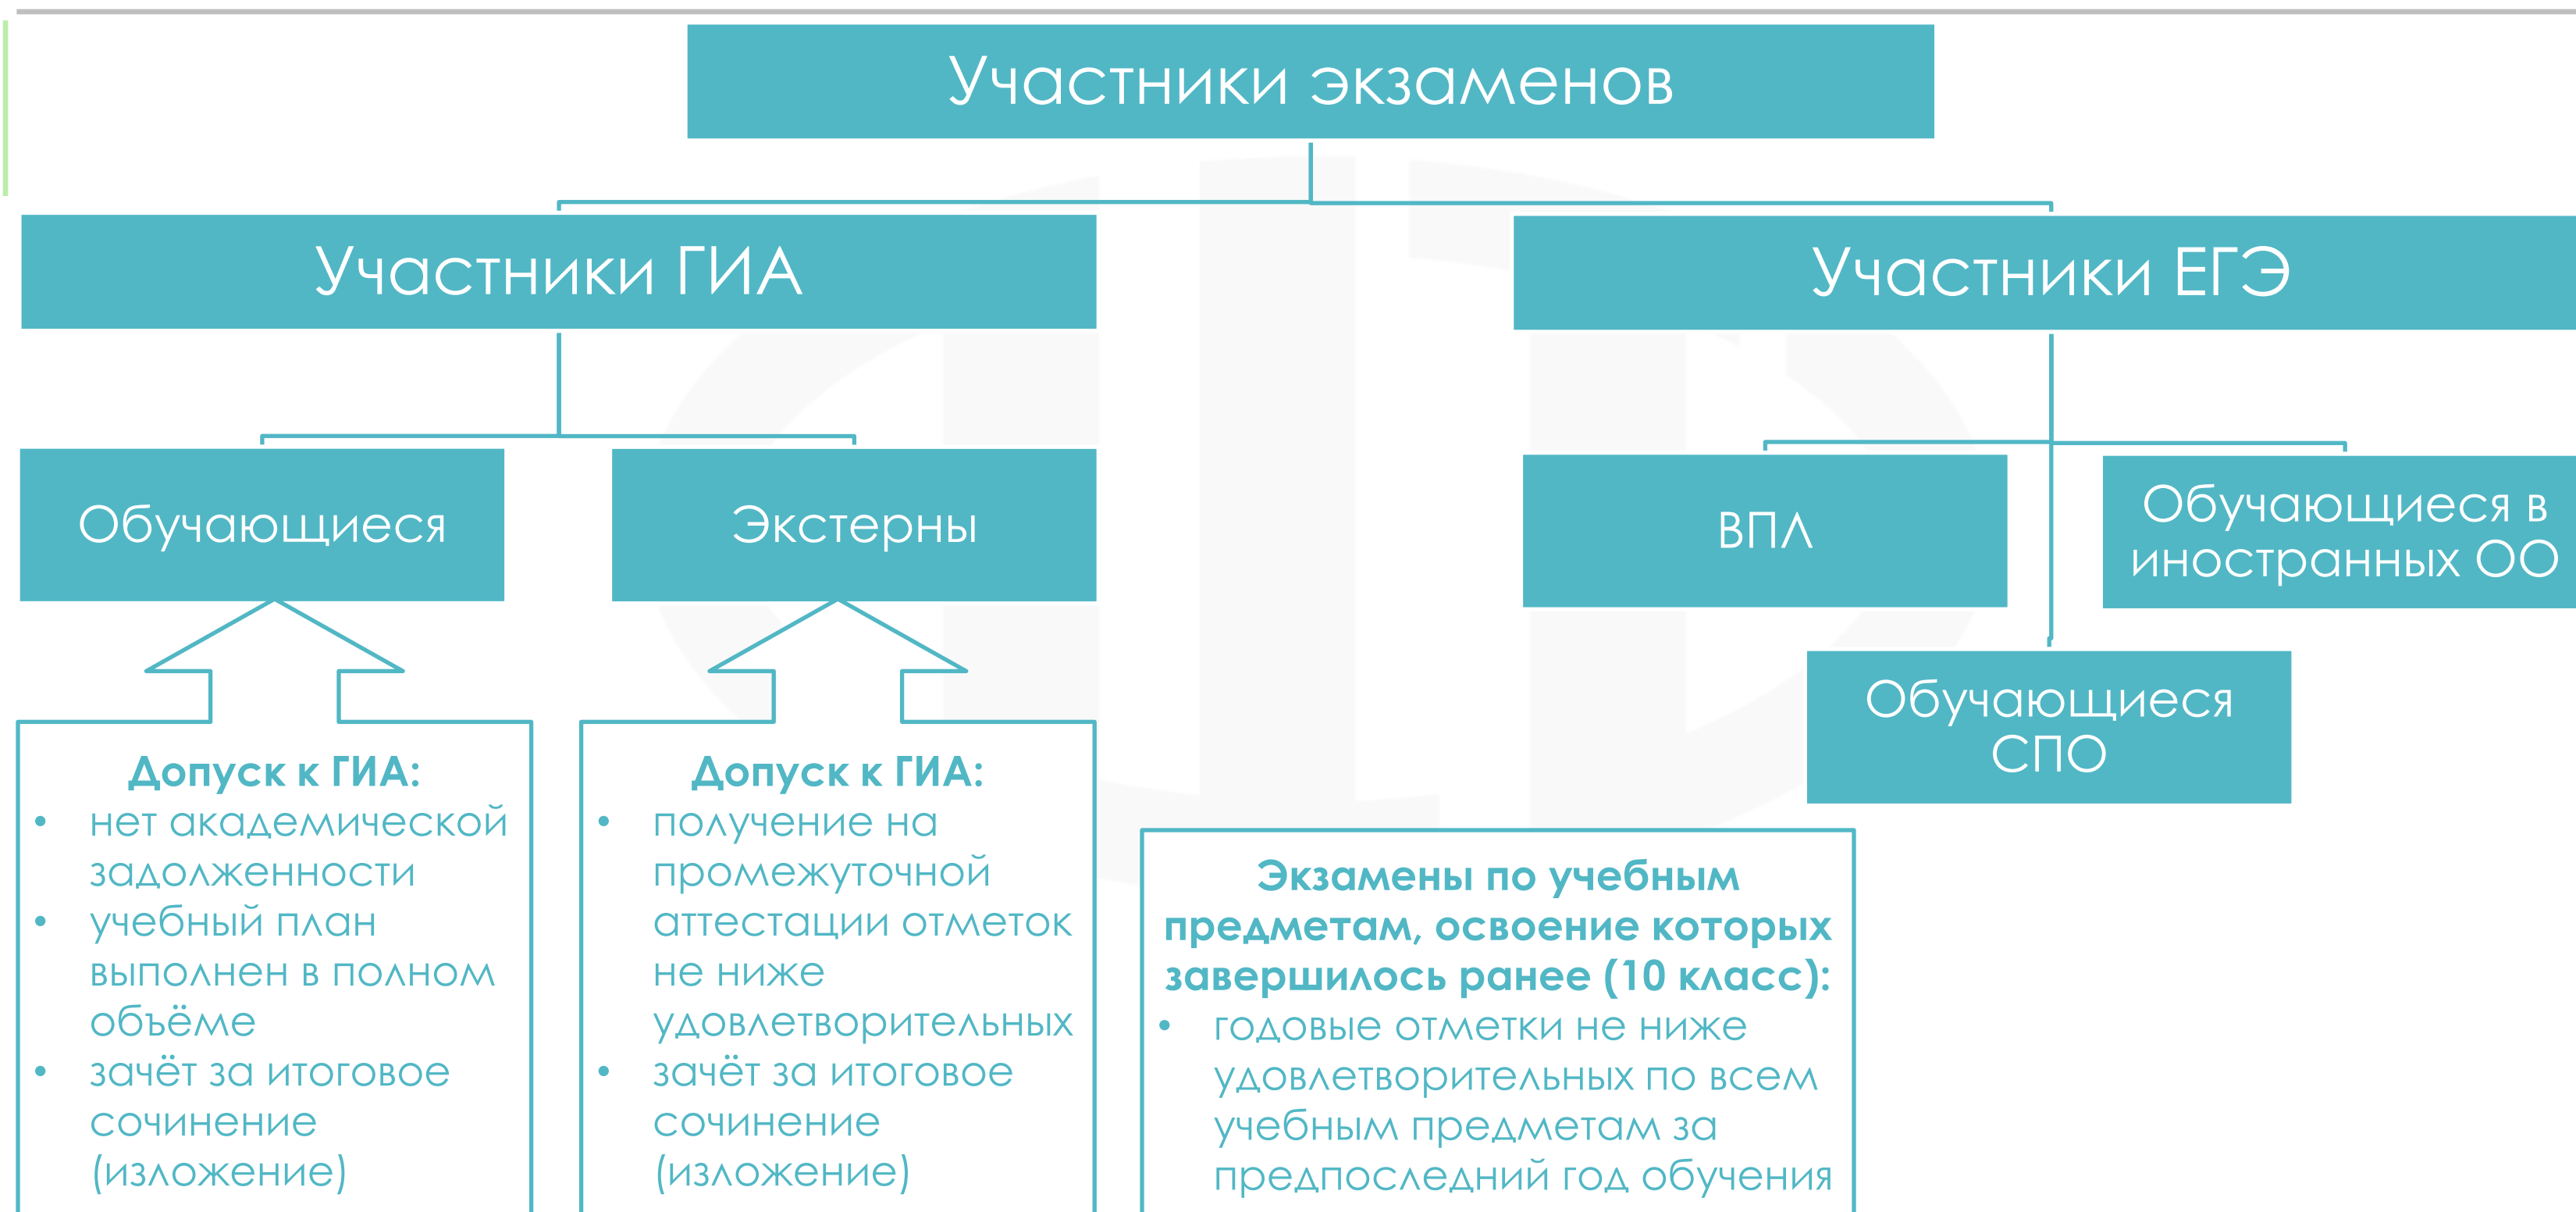 Участники экзаменов
Участники ГИА
Участники ЕГЭ
Обучающиеся
Экстерны
ВПЛ
Обучающиеся в
иностранных ОО
Обучающиеся
СПО
Допуск к ГИА:
• нет академической
задолженности
• учебный план
выполнен в полном
объёме
• зачёт за итоговое
сочинение
(изложение)
Допуск к ГИА:
• получение на
промежуточной
аттестации отметок
не ниже
удовлетворительных
• зачёт за итоговое
сочинение
(изложение)
Экзамены по учебным
предметам, освоение которых
завершилось ранее (10 класс):
• годовые отметки не ниже
удовлетворительных по всем
учебным предметам за
предпоследний год обучения